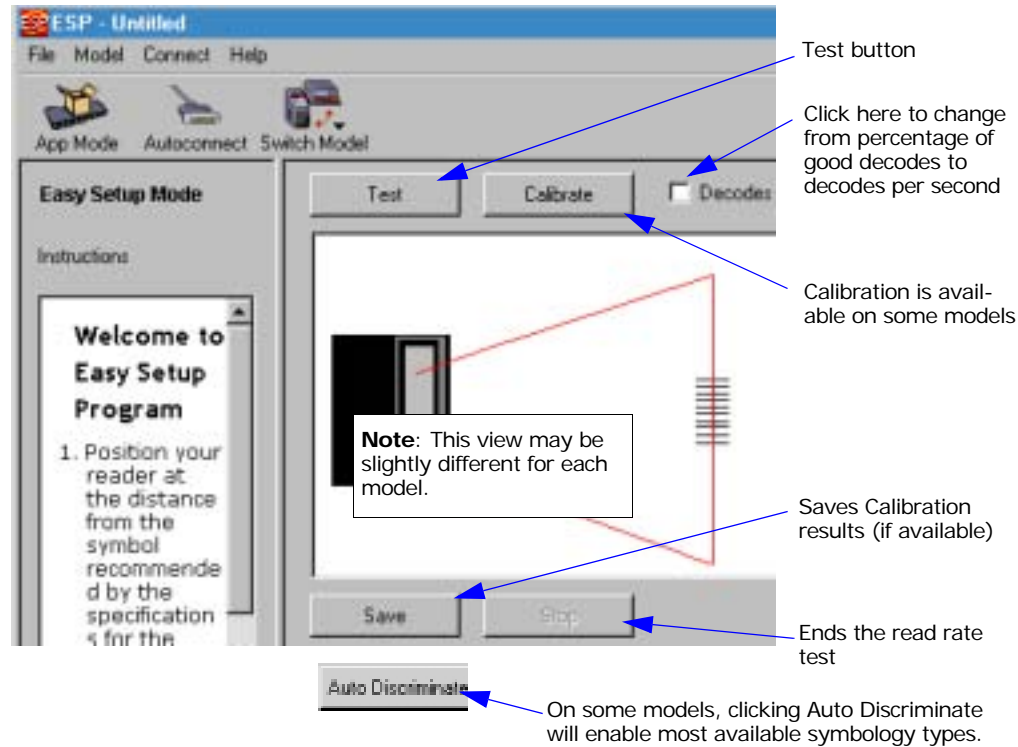 ESP - Untitled
File Model Connect Help
App Mode Autoconnect Switch Model
Test button
Click here to change
from percentage of
good decodes to
decodes per second
Easy Setup Mode
Test Calibrate Decodes
Instructions
Calibration is avail-
able on some models
Welcome to
Easy Setup
Program
1. Position your
reader at
the distance
from the
symbol
recommende
d by the
specification
s for the
Note: This view may be
slightly different for each
model.
Saves Calibration
results (if available)
Save Stop
Ends the read rate
test
Auto Discriminate
On some models, clicking Auto Discriminate
will enable most available symbology types.